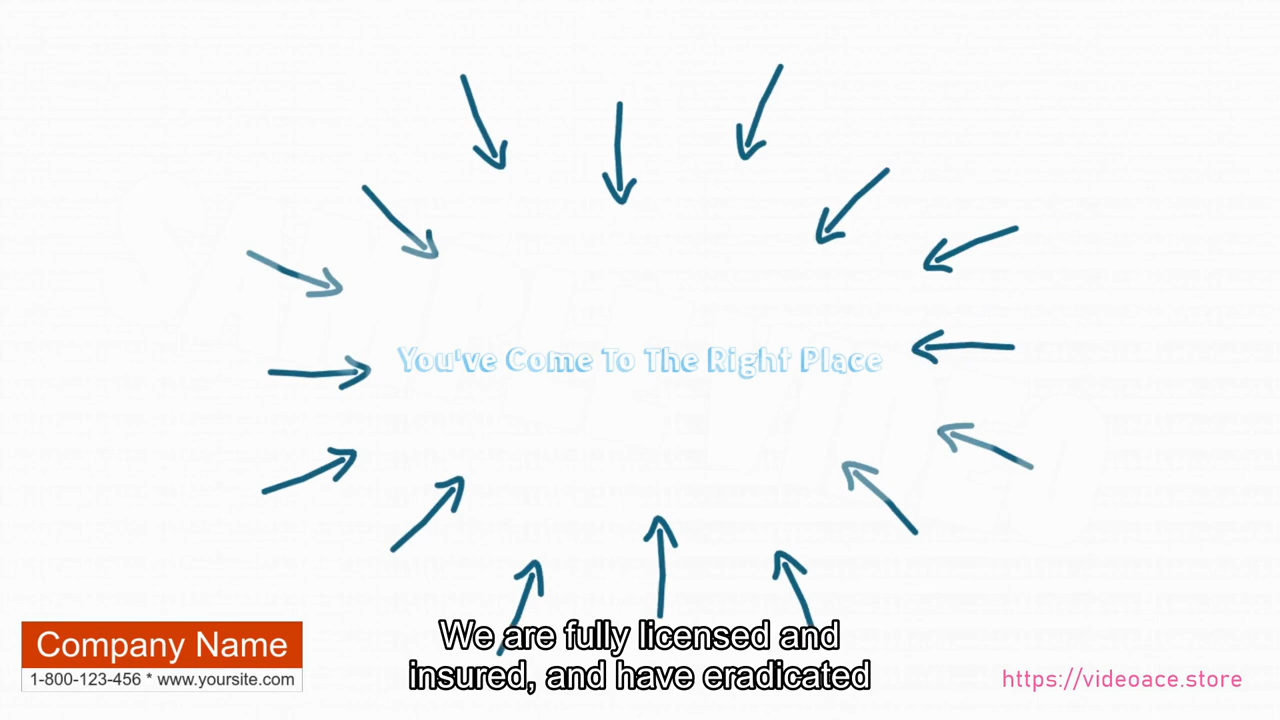 You've Come To The Right Place
We are fully licensed and
insured, and have eradicated
Company Name
1-800-123-456 * www.yoursite.com
https://videoace.store